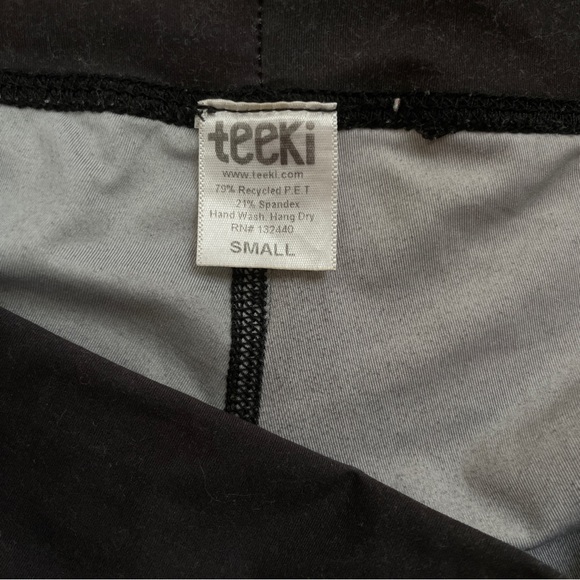 teeki
www.teeki.com
79% Recycled P.E.T
21% Spandex
Hand Wash, Hang Dry
RN# 132440
SMALL